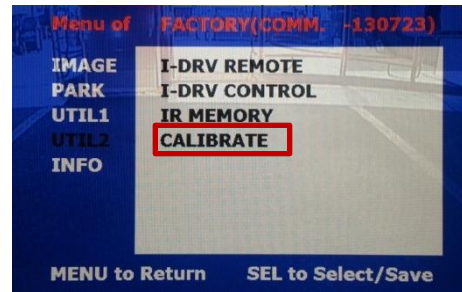 Menu of FACTORY(COMM. -130723)
IMAGE I-DRV REMOTE
PARK I-DRV CONTROL
UTIL1 IR MEMORY
UTIL2 CALIBRATE
INFO
MENU to Return SEL to Select/Save